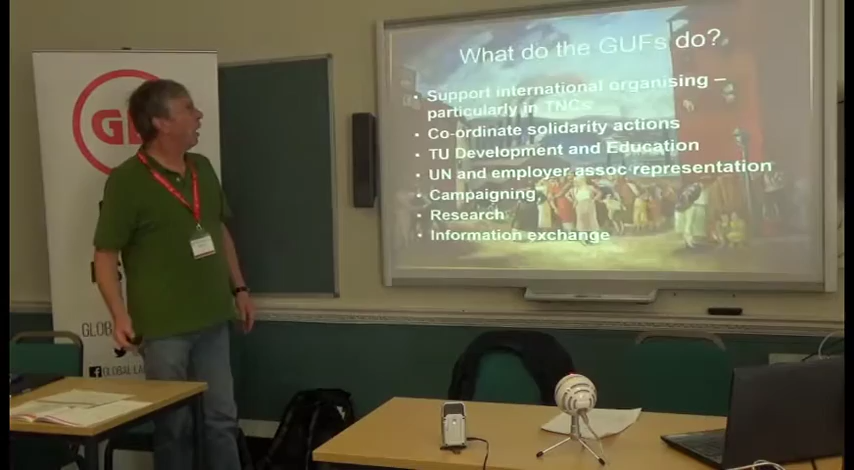 What do the GUFs do?
• Support international organising –
particularly in TNCs
• Co-ordinate solidarity actions
• TU Development and Education
• UN and employer assoc representation
• Campaigning
• Research
• Information exchange